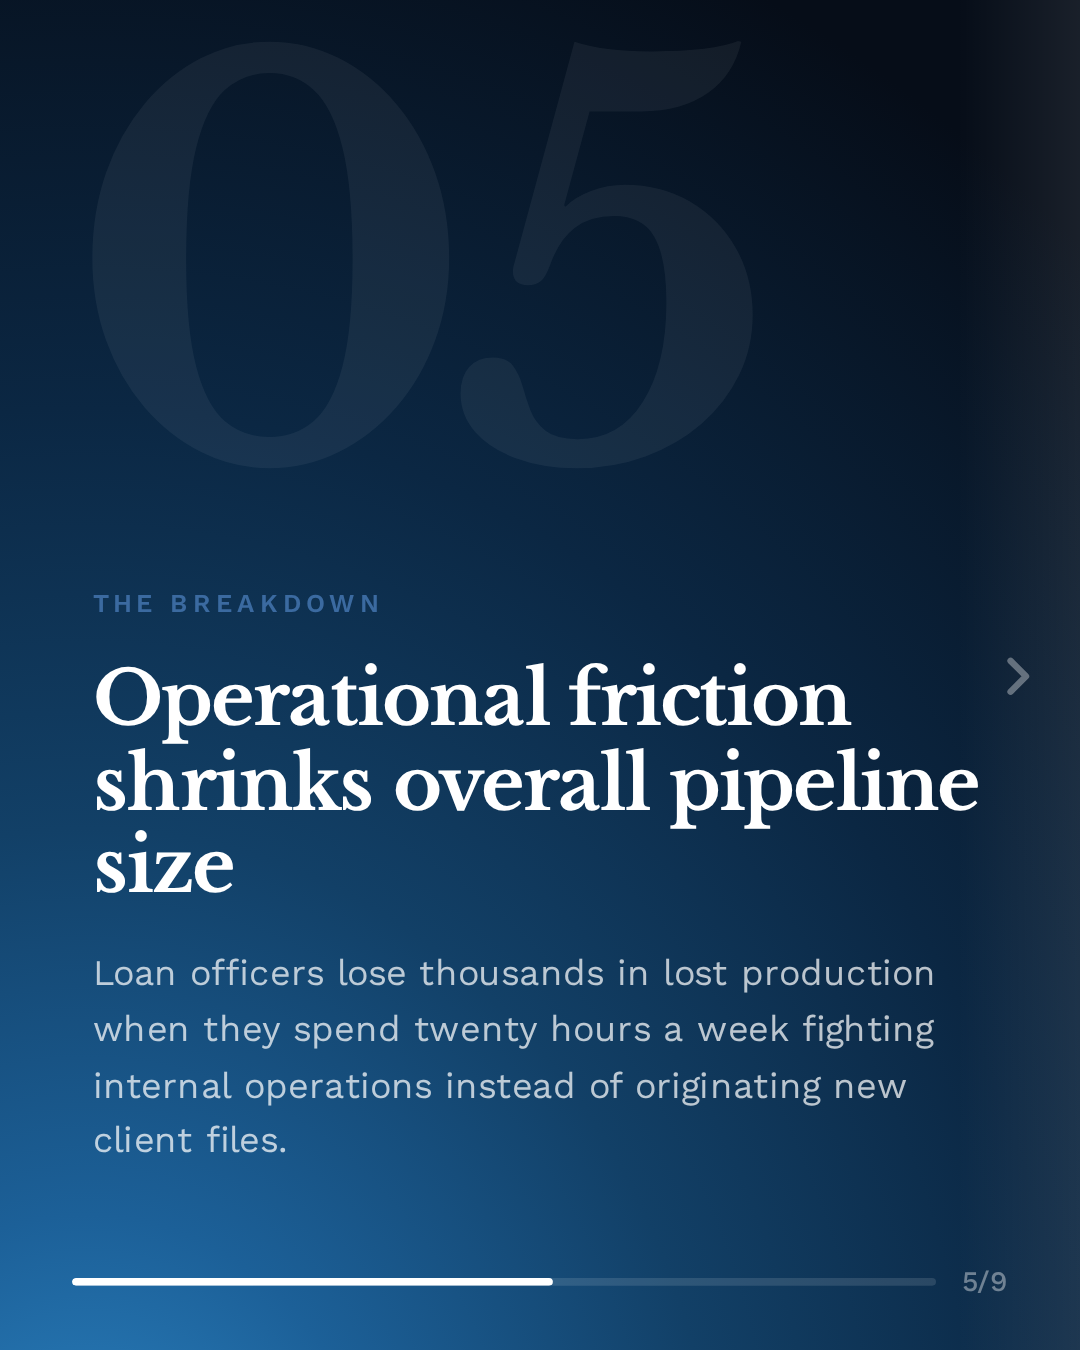 05
THE BREAKDOWN
Operational friction
shrinks overall pipeline
size
Loan officers lose thousands in lost production
when they spend twenty hours a week fighting
internal operations instead of originating new
client files.
5/9